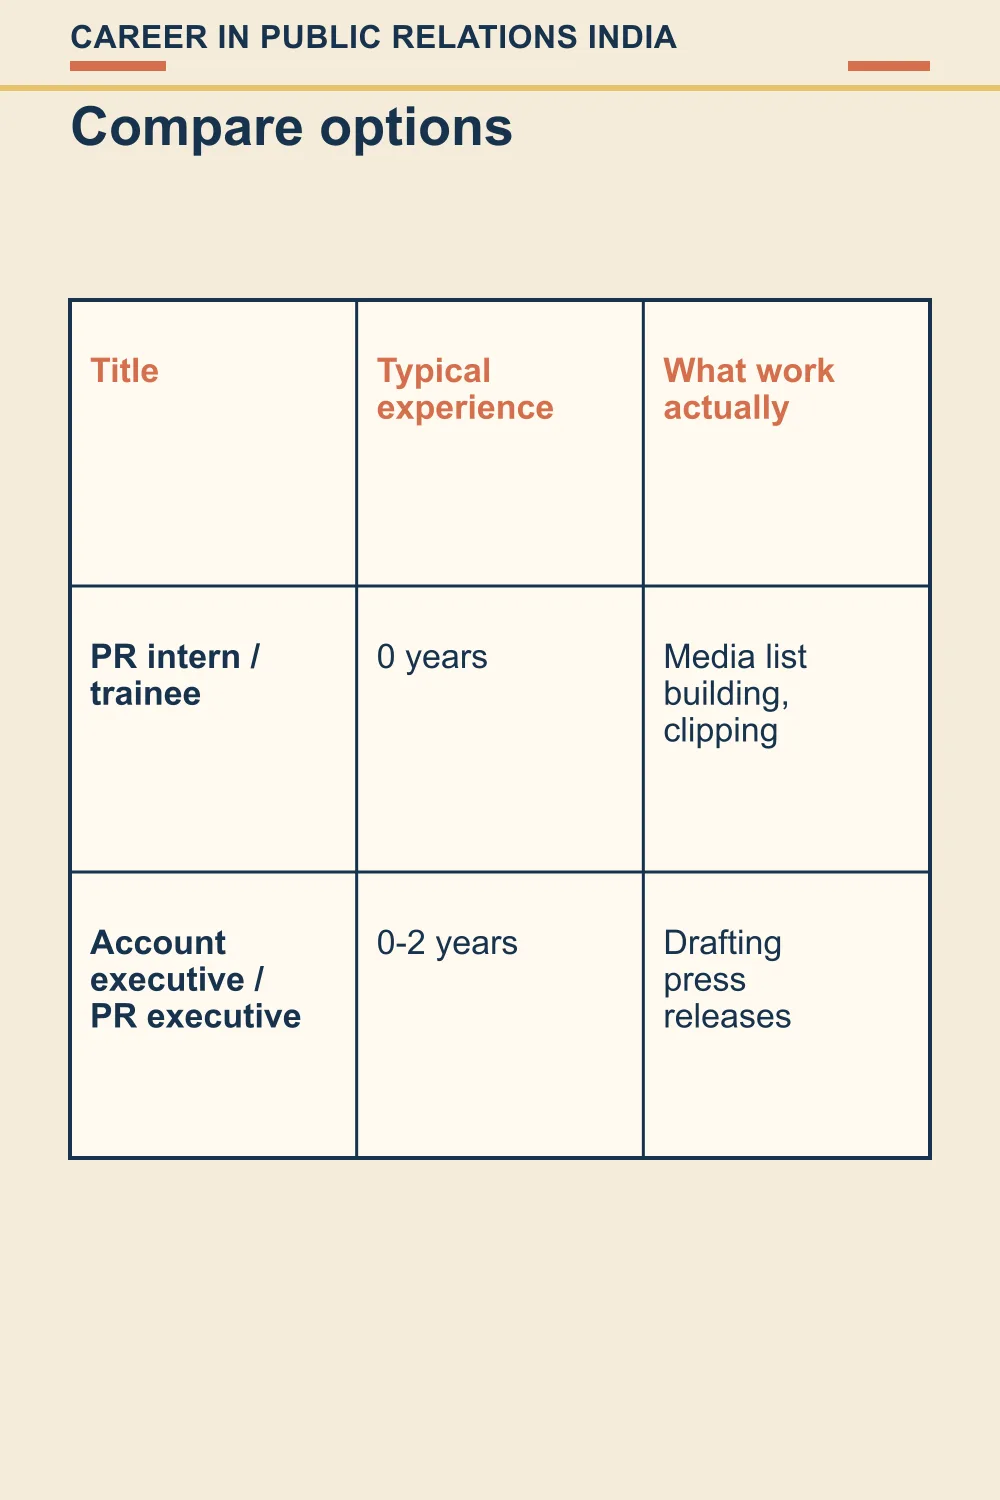 CAREER IN PUBLIC RELATIONS INDIA
Compare options
Title
Typical
experience
What work
actually
PR intern /
trainee
0 years
Media list
building,
clipping
Account
executive /
PR executive
0-2 years
Drafting
press
releases